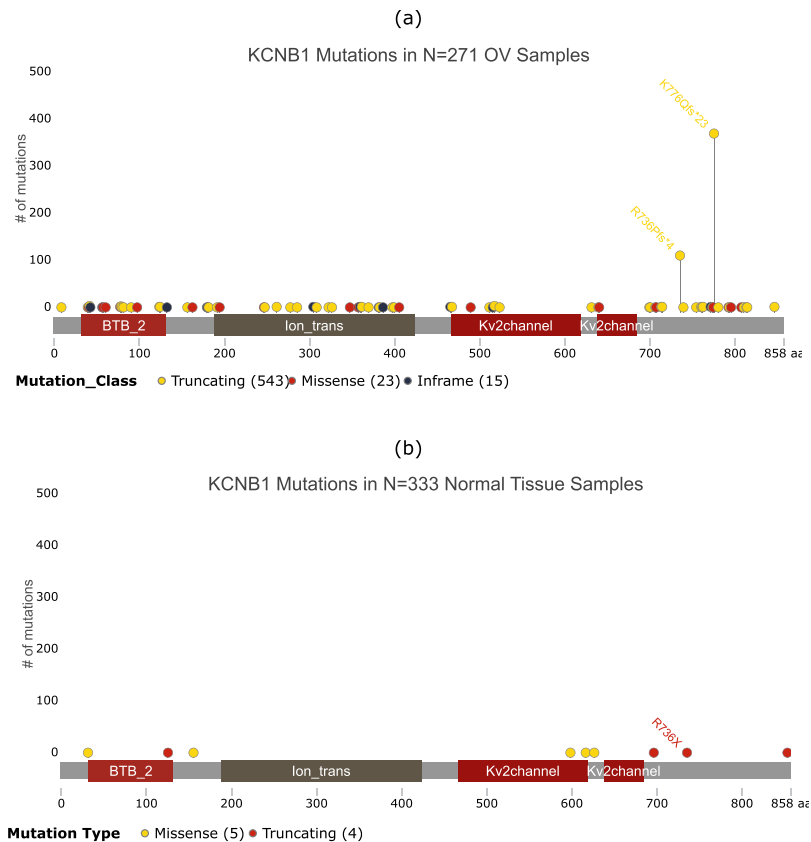 (a)
KCNB1 Mutations in N=271 OV Samples
500
400
300
200
100
0
# of mutations
K776Qfs*23
R736Pfs*4
BTB_2
Ion_trans
Kv2channel
Kv2channel
0 100 200 300 400 500 600 700 800 858 aa
Mutation_Class Truncating (543) Missense (23) Inframe (15)
(b)
KCNB1 Mutations in N=333 Normal Tissue Samples
500
400
300
200
100
0
# of mutations
R736X
BTB_2
Ion_trans
Kv2channel
Kv2channel
0 100 200 300 400 500 600 700 800 858 aa
Mutation Type Missense (5) Truncating (4)